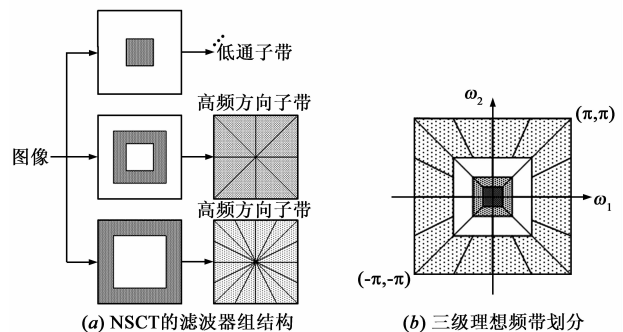 低通子带
高频方向子带
图像
高频方向子带
(a) NSCT的滤波器组结构
ω₂
(π,π)
ω₁
(-π,-π)
(b) 三级理想频带划分